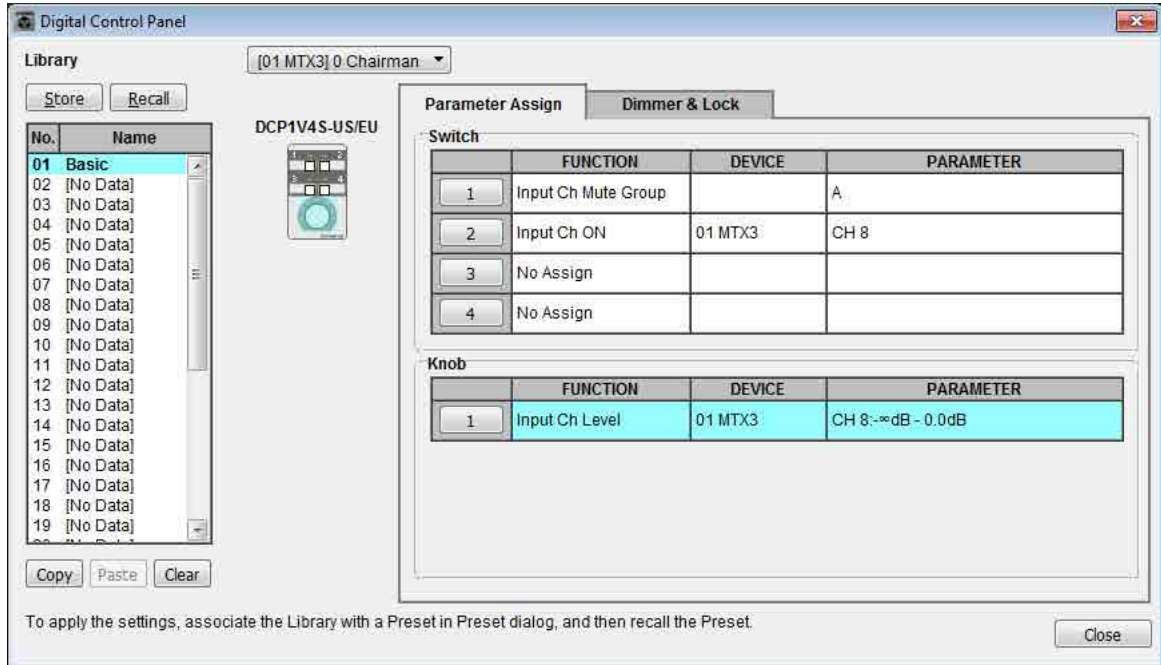 Digital Control Panel
Library
[01 MTX3] 0 Chairman
Store Recall
No. Name
01 Basic
02 [No Data]
03 [No Data]
04 [No Data]
05 [No Data]
06 [No Data]
07 [No Data]
08 [No Data]
09 [No Data]
10 [No Data]
11 [No Data]
12 [No Data]
13 [No Data]
14 [No Data]
15 [No Data]
16 [No Data]
17 [No Data]
18 [No Data]
19 [No Data]
Copy Paste Clear
DCP1V4S-US/EU
1 2
3 4
Parameter Assign Dimmer & Lock
Switch
FUNCTION DEVICE PARAMETER
1 Input Ch Mute Group A
2 Input Ch ON 01 MTX3 CH 8
3 No Assign
4 No Assign
Knob
FUNCTION DEVICE PARAMETER
1 Input Ch Level 01 MTX3 CH 8:-∞dB - 0.0dB
To apply the settings, associate the Library with a Preset in Preset dialog, and then recall the Preset.
Close